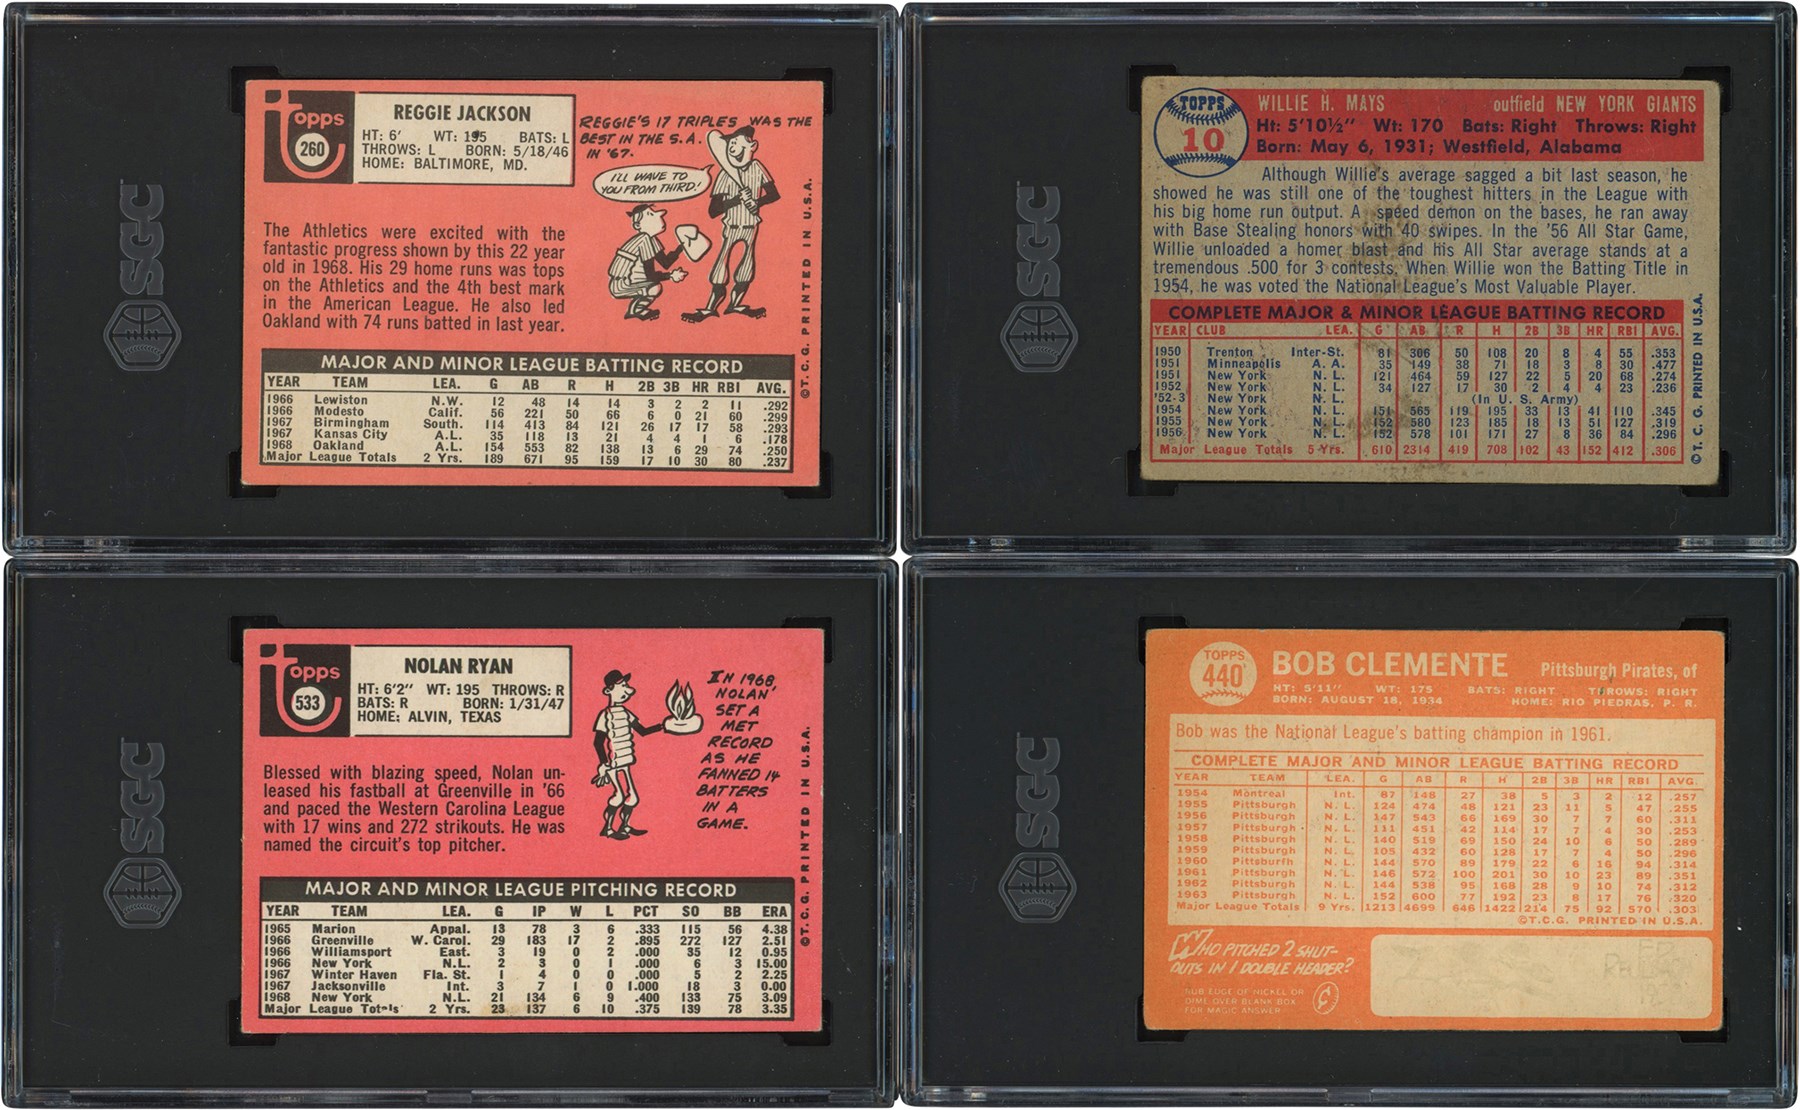 SGC
Topps
260
REGGIE JACKSON
HT: 6' WT: 195 BATS: L
THROWS: L BORN: 5/18/46
HOME: BALTIMORE, MD.
REGGIE'S 17 TRIPLES WAS THE
BEST IN THE S.A.
IN '67.
I'LL WAVE TO
YOU FROM THIRD!
The Athletics were excited with the
fantastic progress shown by this 22 year
old in 1968. His 29 home runs was tops
on the Athletics and the 4th best mark
in the American League. He also led
Oakland with 74 runs batted in last year.
MAJOR AND MINOR LEAGUE BATTING RECORD
YEAR TEAM LEA. G AB R H 2B 3B HR RBI AVG.
1966 Lewiston N.W. 12 48 14 14 3 2 2 11 .292
1966 Modesto Calif. 56 221 50 66 6 0 21 60 .299
1967 Birmingham South. 114 413 84 121 26 17 17 58 .293
1967 Kansas City A.L. 35 118 13 21 4 4 1 6 .178
1968 Oakland A.L. 154 553 82 138 13 6 29 74 .250
Major League Totals 2 Yrs. 189 671 95 159 17 10 30 80 .237
©T.C.G. PRINTED IN U.S.A.
SGC
TOPPS
10
WILLIE H. MAYS outfield NEW YORK GIANTS
Ht: 5'10½" Wt: 170 Bats: Right Throws: Right
Born: May 6, 1931; Westfield, Alabama
Although Willie's average sagged a bit last season, he
showed he was still one of the toughest hitters in the League with
his big home run output. A speed demon on the bases, he ran away
with Base Stealing honors with 40 swipes. In the '56 All Star Game,
Willie unloaded a homer blast and his All Star average stands at a
tremendous .500 for 3 contests. When Willie won the Batting Title in
1954, he was voted the National League's Most Valuable Player.
COMPLETE MAJOR & MINOR LEAGUE BATTING RECORD
YEAR CLUB LEA. G AB R H 2B 3B HR RBI AVG.
1950 Trenton Inter-St. 81 306 50 108 20 8 4 55 .353
1951 Minneapolis A. A. 35 149 38 71 18 3 8 30 .477
1951 New York N. L. 121 464 59 127 22 5 20 68 .274
1952 New York N. L. 34 127 17 30 2 4 4 23 .236
'52-3 New York N. L. (In U. S. Army)
1954 New York N. L. 151 565 119 195 33 13 41 110 .345
1955 New York N. L. 152 580 123 185 18 13 51 127 .319
1956 New York N. L. 152 578 101 171 27 8 36 84 .296
Major League Totals 5 Yrs. 610 2314 419 708 102 43 152 412 .306
©T. C. G. PRINTED IN U.S.A.
SGC
Topps
533
NOLAN RYAN
HT: 6'2" WT: 195 THROWS: R
BATS: R BORN: 1/31/47
HOME: ALVIN, TEXAS
IN 1968
NOLAN
SET A
MET
RECORD
AS HE
FANNED 14
BATTERS
IN A
GAME.
Blessed with blazing speed, Nolan un-
leased his fastball at Greenville in '66
and paced the Western Carolina League
with 17 wins and 272 strikouts. He was
named the circuit's top pitcher.
MAJOR AND MINOR LEAGUE PITCHING RECORD
YEAR TEAM LEA. G IP W L PCT SO BB ERA
1965 Marion Appal. 13 78 3 6 .333 115 56 4.38
1966 Greenville W. Carol. 29 183 17 2 .895 272 127 2.51
1966 Williamsport East. 3 19 0 2 .000 35 12 0.95
1966 New York N.L. 2 3 0 1 .000 6 3 15.00
1967 Winter Haven Fla. St. 1 4 0 0 .000 5 2 2.25
1967 Jacksonville Int. 3 7 1 0 1.000 18 3 0.00
1968 New York N.L. 21 134 6 9 .400 133 75 3.09
Major League Totals 2 Yrs. 23 137 6 10 .375 139 78 3.35
©T.C.G. PRINTED IN U.S.A.
SGC
TOPPS
440
BOB CLEMENTE Pittsburgh Pirates, of
HT: 5'11" WT: 175 BATS: RIGHT THROWS: RIGHT
BORN: AUGUST 18, 1934 HOME: RIO PIEDRAS, P. R.
Bob was the National League's batting champion in 1961.
COMPLETE MAJOR AND MINOR LEAGUE BATTING RECORD
YEAR TEAM LEA. G AB R H 2B 3B HR RBI AVG.
1954 Montreal Int. 87 148 27 38 5 3 2 12 .257
1955 Pittsburgh N. L. 124 474 48 121 23 11 5 47 .255
1956 Pittsburgh N. L. 147 543 66 169 30 7 7 60 .311
1957 Pittsburgh N. L. 111 451 42 114 17 7 4 30 .253
1958 Pittsburgh N. L. 140 519 69 150 24 10 6 50 .289
1959 Pittsburgh N. L. 105 432 60 128 17 7 4 50 .296
1960 Pittsburfh N. L. 144 570 89 179 22 6 16 94 .314
1961 Pittsburgh N. L. 146 572 100 201 30 10 23 89 .351
1962 Pittsburgh N. L. 144 538 95 168 28 9 10 74 .312
1963 Pittsburgh N. L. 152 600 77 192 23 8 17 76 .320
Major League Totals 9 Yrs. 1213 4699 646 1422 214 75 92 570 .303
©T.C.G. PRINTED IN U.S.A.
WHO PITCHED 2 SHUT-
OUTS IN 1 DOUBLE HEADER?
RUB EDGE OF NICKEL OR
DIME OVER BLANK BOX
FOR MAGIC ANSWER